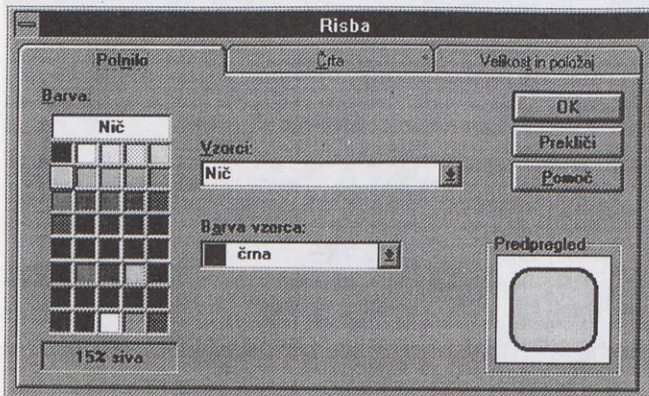 Risba
Polnilo
Črta
Velikost in položaj
Barva:
Nič
Vzorci:
Nič
Barva vzorca:
črna
15% siva
OK
Prekliči
Pomoč
Predpregled